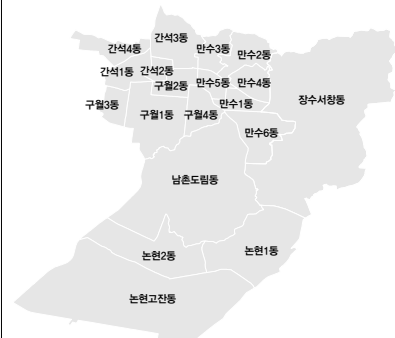 간석3동
간석4동
만수3동
만수2동
간석1동
간석2동
구월2동
만수5동
만수4동
장수서창동
구월3동
구월1동
구월4동
만수1동
만수6동
남촌도림동
논현2동
논현1동
논현고잔동